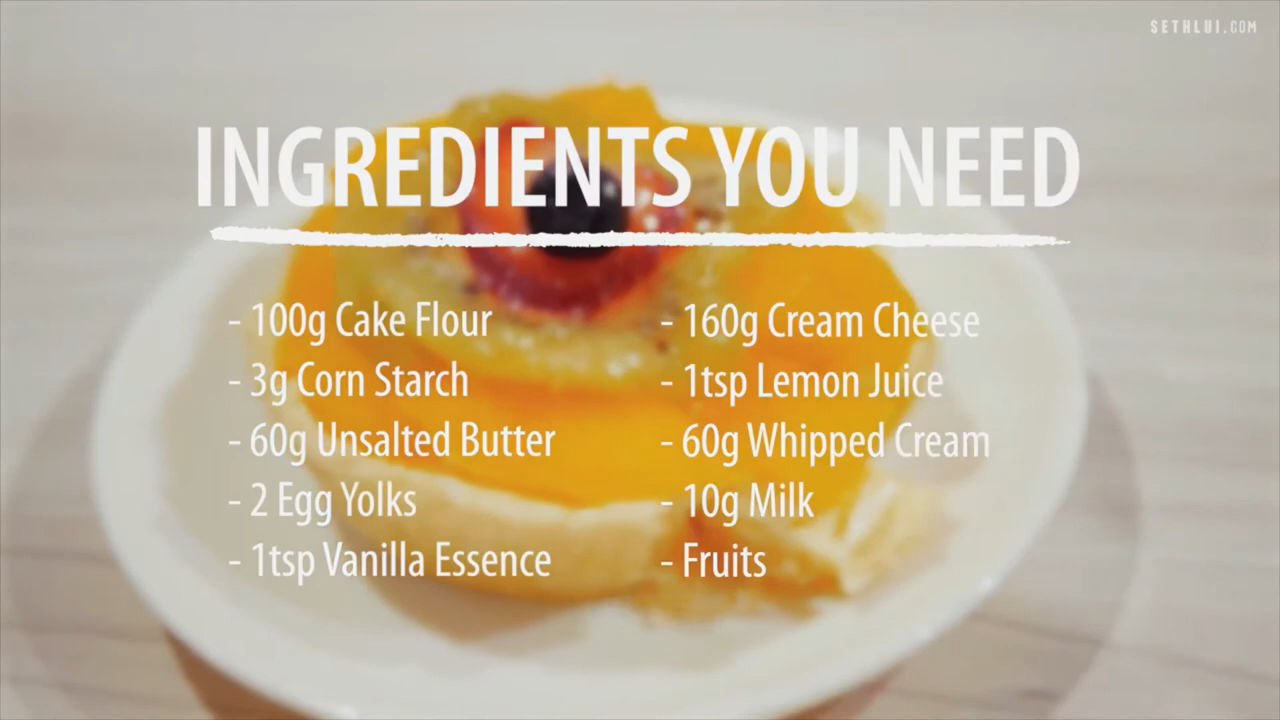 SETHLUI.COM
INGREDIENTS YOU NEED
- 100g Cake Flour
- 3g Corn Starch
- 60g Unsalted Butter
- 2 Egg Yolks
- 1tsp Vanilla Essence
- 160g Cream Cheese
- 1tsp Lemon Juice
- 60g Whipped Cream
- 10g Milk
- Fruits